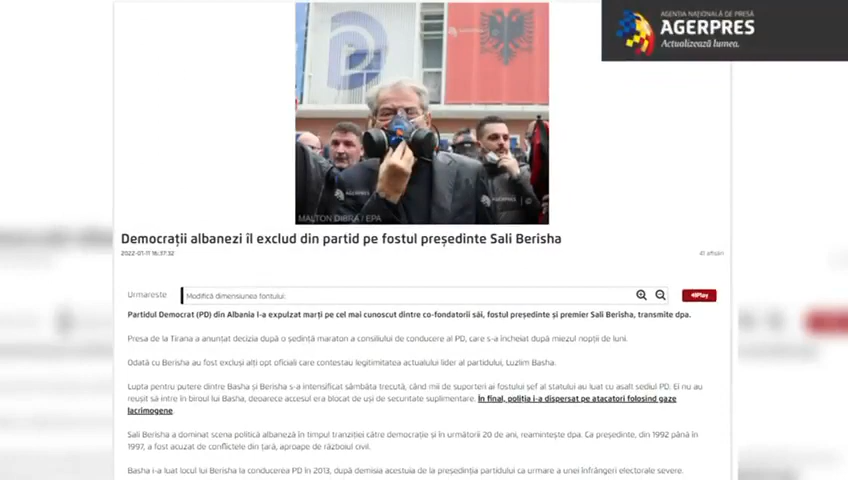 AGENȚIA NAȚIONALĂ DE PRESĂ
AGERPRES
Actualizează lumea.
AGERPRES
MALTON DIBRA / EPA
Democrații albanezi îl exclud din partid pe fostul președinte Sali Berisha
2022-01-11 16:37:32
41 afișări
Urmareste
Modifică dimensiunea fontului:
Play
Partidul Democrat (PD) din Albania l-a expulzat marți pe cel mai cunoscut dintre co-fondatorii săi, fostul președinte și premier Sali Berisha, transmite dpa.
Presa de la Tirana a anunțat decizia după o ședință maraton a consiliului de conducere al PD, care s-a încheiat după miezul nopții de luni.
Odată cu Berisha au fost excluși alți opt oficiali care contestau legitimitatea actualului lider al partidului, Luzlim Basha.
Lupta pentru putere dintre Basha și Berisha s-a intensificat sâmbăta trecută, când mii de suporteri ai fostului șef al statului au luat cu asalt sediul PD. Ei nu au
reușit să intre în biroul lui Basha, deoarece accesul era blocat de uși de securitate suplimentare. În final, poliția i-a dispersat pe atacatori folosind gaze
lacrimogene.
Sali Berisha a dominat scena politică albaneză în timpul tranziției către democrație și în următorii 20 de ani, reamintește dpa. Ca președinte, din 1992 până în
1997, a fost acuzat de conflictele din țară, aproape de războiul civil.
Basha i-a luat locul lui Berisha la conducerea PD în 2013, după demisia acestuia de la președinția partidului ca urmare a unei înfrângeri electorale severe.